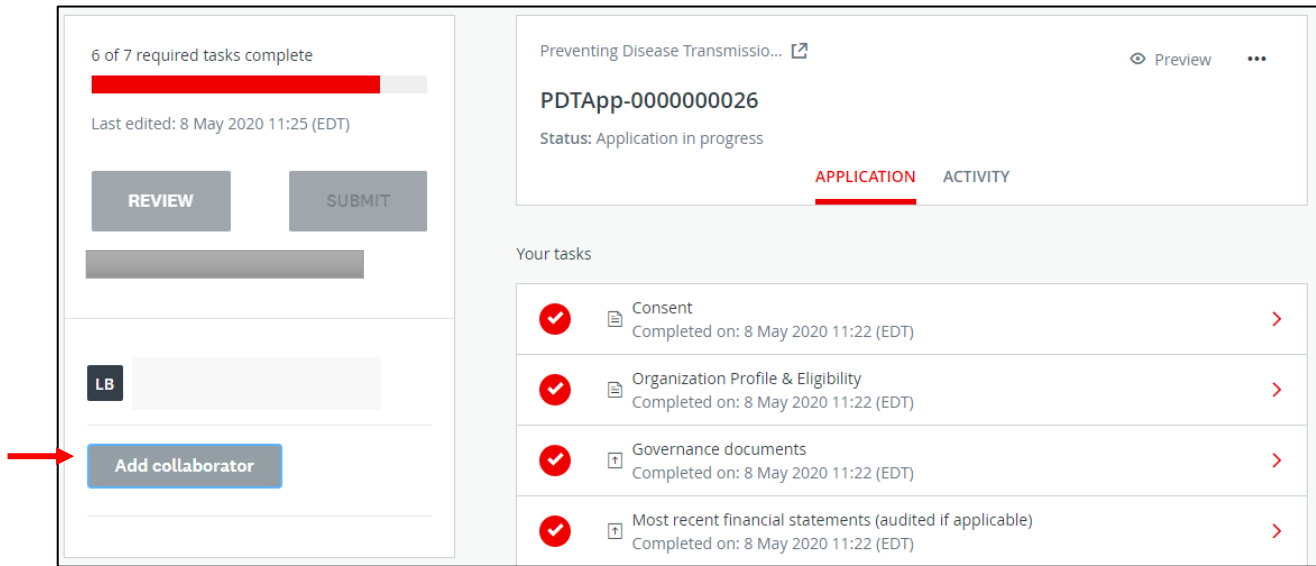 6 of 7 required tasks complete
Last edited: 8 May 2020 11:25 (EDT)
REVIEW
SUBMIT
LB
Add collaborator
Preventing Disease Transmissio...
Preview
PDTApp-0000000026
Status: Application in progress
APPLICATION ACTIVITY
Your tasks
Consent
Completed on: 8 May 2020 11:22 (EDT)
Organization Profile & Eligibility
Completed on: 8 May 2020 11:22 (EDT)
Governance documents
Completed on: 8 May 2020 11:22 (EDT)
Most recent financial statements (audited if applicable)
Completed on: 8 May 2020 11:22 (EDT)